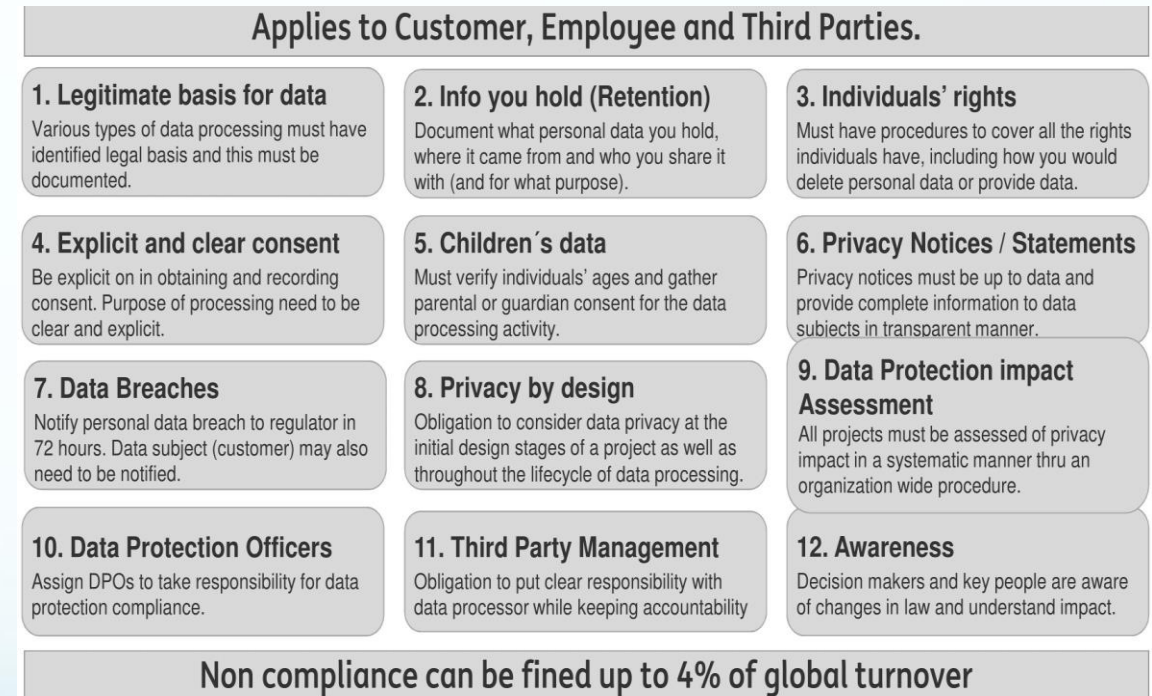 Applies to Customer, Employee and Third Parties.
1. Legitimate basis for data
Various types of data processing must have
identified legal basis and this must be
documented.
2. Info you hold (Retention)
Document what personal data you hold,
where it came from and who you share it
with (and for what purpose).
3. Individuals’ rights
Must have procedures to cover all the rights
individuals have, including how you would
delete personal data or provide data.
4. Explicit and clear consent
Be explicit on in obtaining and recording
consent. Purpose of processing need to be
clear and explicit.
5. Children´s data
Must verify individuals’ ages and gather
parental or guardian consent for the data
processing activity.
6. Privacy Notices / Statements
Privacy notices must be up to data and
provide complete information to data
subjects in transparent manner.
7. Data Breaches
Notify personal data breach to regulator in
72 hours. Data subject (customer) may also
need to be notified.
8. Privacy by design
Obligation to consider data privacy at the
initial design stages of a project as well as
throughout the lifecycle of data processing.
9. Data Protection impact
Assessment
All projects must be assessed of privacy
impact in a systematic manner thru an
organization wide procedure.
10. Data Protection Officers
Assign DPOs to take responsibility for data
protection compliance.
11. Third Party Management
Obligation to put clear responsibility with
data processor while keeping accountability
12. Awareness
Decision makers and key people are aware
of changes in law and understand impact.
Non compliance can be fined up to 4% of global turnover